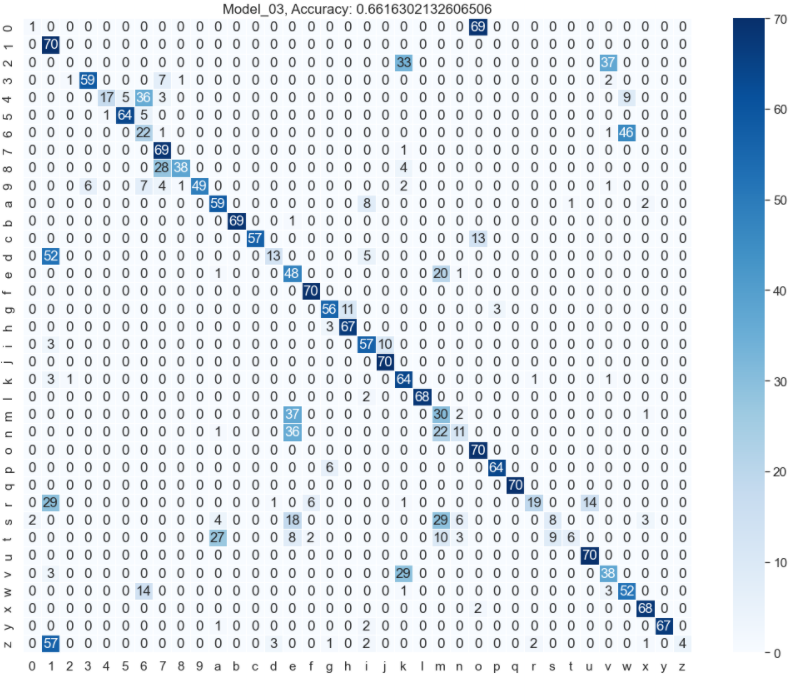 Model_03, Accuracy: 0.6616302132606506
0 1 0 0 0 0 0 0 0 0 0 0 0 0 0 0 0 0 0 0 0 0 0 0 0 69 0 0 0 0 0 0 0 0 0 0 0
1 0 70 0 0 0 0 0 0 0 0 0 0 0 0 0 0 0 0 0 0 0 0 0 0 0 0 0 0 0 0 0 0 0 0 0 0
2 0 0 0 0 0 0 0 0 0 0 0 0 0 0 0 0 0 0 0 0 33 0 0 0 0 0 0 0 0 0 0 37 0 0 0 0
3 0 0 1 59 0 0 0 7 1 0 0 0 0 0 0 0 0 0 0 0 0 0 0 0 0 0 0 0 0 0 0 2 0 0 0 0
4 0 0 0 0 17 5 36 3 0 0 0 0 0 0 0 0 0 0 0 0 0 0 0 0 0 0 0 0 0 0 0 0 9 0 0 0
5 0 0 0 0 1 64 5 0 0 0 0 0 0 0 0 0 0 0 0 0 0 0 0 0 0 0 0 0 0 0 0 0 0 0 0 0
6 0 0 0 0 0 0 22 1 0 0 0 0 0 0 0 0 0 0 0 0 0 0 0 0 0 0 0 0 0 0 0 1 46 0 0 0
7 0 0 0 0 0 0 0 69 0 0 0 0 0 0 0 0 0 0 0 0 1 0 0 0 0 0 0 0 0 0 0 0 0 0 0 0
8 0 0 0 0 0 0 0 28 38 0 0 0 0 0 0 0 0 0 0 0 4 0 0 0 0 0 0 0 0 0 0 0 0 0 0 0
9 0 0 0 6 0 0 7 4 1 49 0 0 0 0 0 0 0 0 0 0 2 0 0 0 0 0 0 0 0 0 0 1 0 0 0 0
a 0 0 0 0 0 0 0 0 0 0 59 0 0 0 0 0 0 0 8 0 0 0 0 0 0 0 0 0 0 1 0 0 0 2 0 0
b 0 0 0 0 0 0 0 0 0 0 0 69 0 0 1 0 0 0 0 0 0 0 0 0 0 0 0 0 0 0 0 0 0 0 0 0
c 0 0 0 0 0 0 0 0 0 0 0 0 57 0 0 0 0 0 0 0 0 0 0 0 13 0 0 0 0 0 0 0 0 0 0 0
d 0 52 0 0 0 0 0 0 0 0 0 0 0 13 0 0 0 0 5 0 0 0 0 0 0 0 0 0 0 0 0 0 0 0 0 0
e 0 0 0 0 0 0 0 0 0 0 1 0 0 0 48 0 0 0 0 0 0 0 20 1 0 0 0 0 0 0 0 0 0 0 0 0
f 0 0 0 0 0 0 0 0 0 0 0 0 0 0 0 70 0 0 0 0 0 0 0 0 0 0 0 0 0 0 0 0 0 0 0 0
g 0 0 0 0 0 0 0 0 0 0 0 0 0 0 0 0 56 11 0 0 0 0 0 0 0 3 0 0 0 0 0 0 0 0 0 0
h 0 0 0 0 0 0 0 0 0 0 0 0 0 0 0 0 3 67 0 0 0 0 0 0 0 0 0 0 0 0 0 0 0 0 0 0
i 0 3 0 0 0 0 0 0 0 0 0 0 0 0 0 0 0 0 57 10 0 0 0 0 0 0 0 0 0 0 0 0 0 0 0 0
j 0 0 0 0 0 0 0 0 0 0 0 0 0 0 0 0 0 0 0 70 0 0 0 0 0 0 0 0 0 0 0 0 0 0 0 0
k 0 3 1 0 0 0 0 0 0 0 0 0 0 0 0 0 0 0 0 0 64 0 0 0 0 0 0 1 0 0 0 1 0 0 0 0
l 0 0 0 0 0 0 0 0 0 0 0 0 0 0 0 0 0 0 2 0 0 68 0 0 0 0 0 0 0 0 0 0 0 0 0 0
m 0 0 0 0 0 0 0 0 0 0 0 0 0 0 37 0 0 0 0 0 0 0 30 2 0 0 0 0 0 0 0 0 0 1 0 0
n 0 0 0 0 0 0 0 0 0 0 1 0 0 0 36 0 0 0 0 0 0 0 22 11 0 0 0 0 0 0 0 0 0 0 0 0
o 0 0 0 0 0 0 0 0 0 0 0 0 0 0 0 0 0 0 0 0 0 0 0 0 70 0 0 0 0 0 0 0 0 0 0 0
p 0 0 0 0 0 0 0 0 0 0 0 0 0 0 0 0 6 0 0 0 0 0 0 0 0 64 0 0 0 0 0 0 0 0 0 0
q 0 0 0 0 0 0 0 0 0 0 0 0 0 0 0 0 0 0 0 0 0 0 0 0 0 0 70 0 0 0 0 0 0 0 0 0
r 0 29 0 0 0 0 0 0 0 0 0 0 0 1 0 6 0 0 0 0 1 0 0 0 0 0 0 19 0 0 14 0 0 0 0 0
s 2 0 0 0 0 0 0 0 0 0 4 0 0 0 18 0 0 0 0 0 0 0 29 6 0 0 0 0 8 0 0 0 0 3 0 0
t 0 0 0 0 0 0 0 0 0 0 27 0 0 0 8 2 0 0 0 0 0 0 10 3 0 0 0 0 9 6 0 0 0 0 0 0
u 0 0 0 0 0 0 0 0 0 0 0 0 0 0 0 0 0 0 0 0 0 0 0 0 0 0 0 0 0 0 70 0 0 0 0 0
v 0 3 0 0 0 0 0 0 0 0 0 0 0 0 0 0 0 0 0 0 29 0 0 0 0 0 0 0 0 0 0 38 0 0 0 0
w 0 0 0 0 0 0 14 0 0 0 0 0 0 0 0 0 0 0 0 0 1 0 0 0 0 0 0 0 0 0 0 3 52 0 0 0
x 0 0 0 0 0 0 0 0 0 0 0 0 0 0 0 0 0 0 0 0 0 0 0 0 2 0 0 0 0 0 0 0 0 68 0 0
y 0 0 0 0 0 0 0 0 0 0 1 0 0 0 0 0 0 0 2 0 0 0 0 0 0 0 0 0 0 0 0 0 0 0 67 0
z 0 57 0 0 0 0 0 0 0 0 0 0 0 3 0 0 1 0 2 0 0 0 0 0 0 0 0 2 0 0 0 0 0 1 0 4
0 1 2 3 4 5 6 7 8 9 a b c d e f g h i j k l m n o p q r s t u v w x y z
70
60
50
40
30
20
10
0